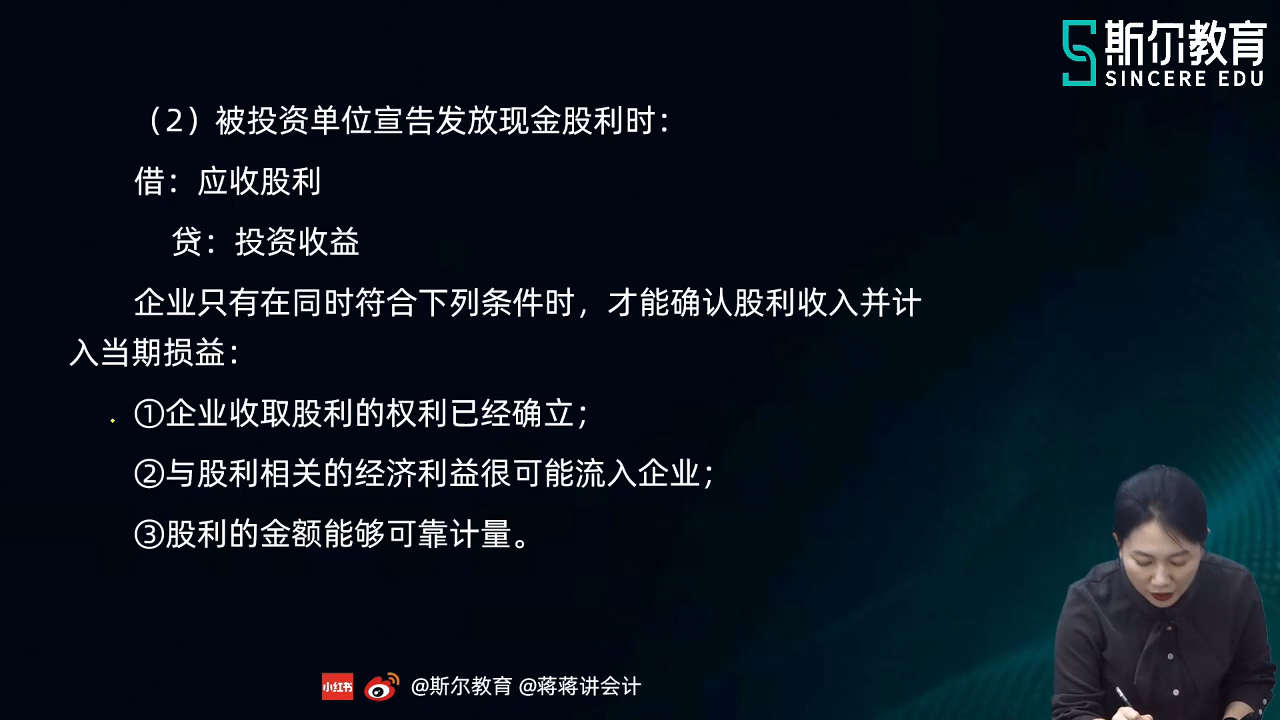 斯尔教育
SINCERE EDU
（2）被投资单位宣告发放现金股利时：
借：应收股利
贷：投资收益
企业只有在同时符合下列条件时，才能确认股利收入并计
入当期损益：
①企业收取股利的权利已经确立；
②与股利相关的经济利益很可能流入企业；
③股利的金额能够可靠计量。
小红书 @斯尔教育 @蒋蒋讲会计